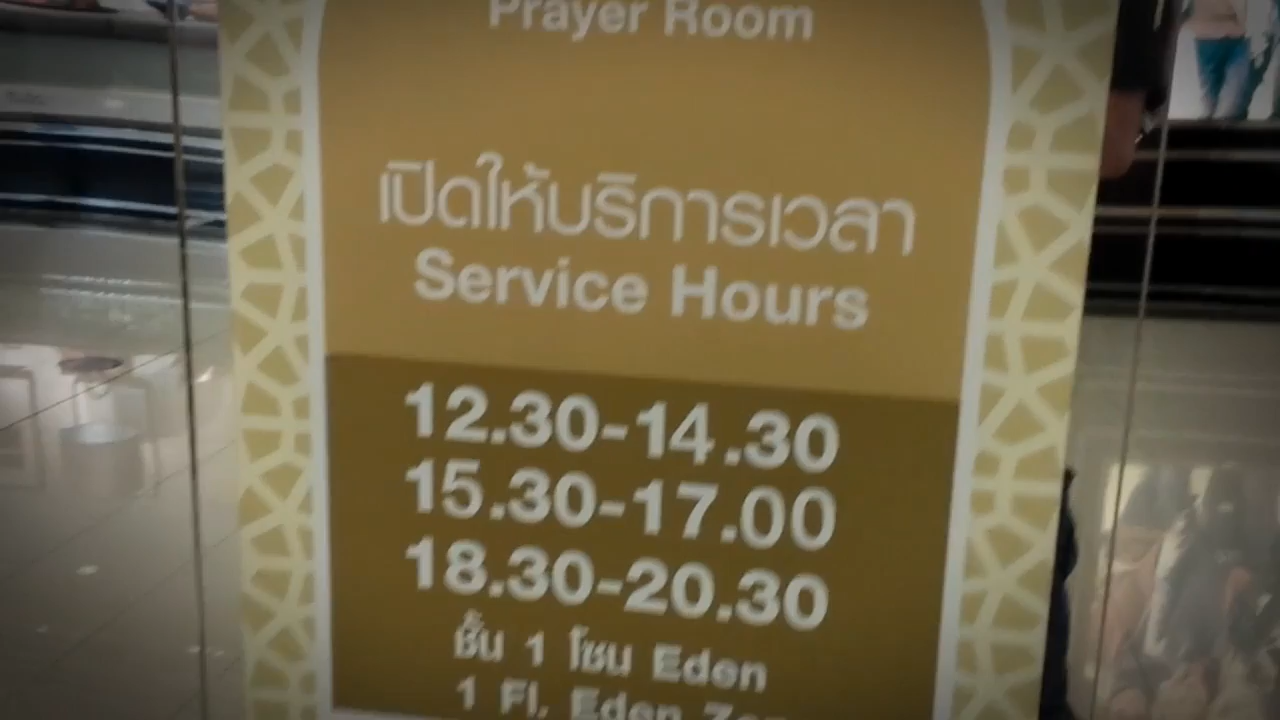 Prayer Room
เปิดให้บริการเวลา
Service Hours
12.30-14.30
15.30-17.00
18.30-20.30
ชั้น 1 โซน Eden
1 Fl. Eden